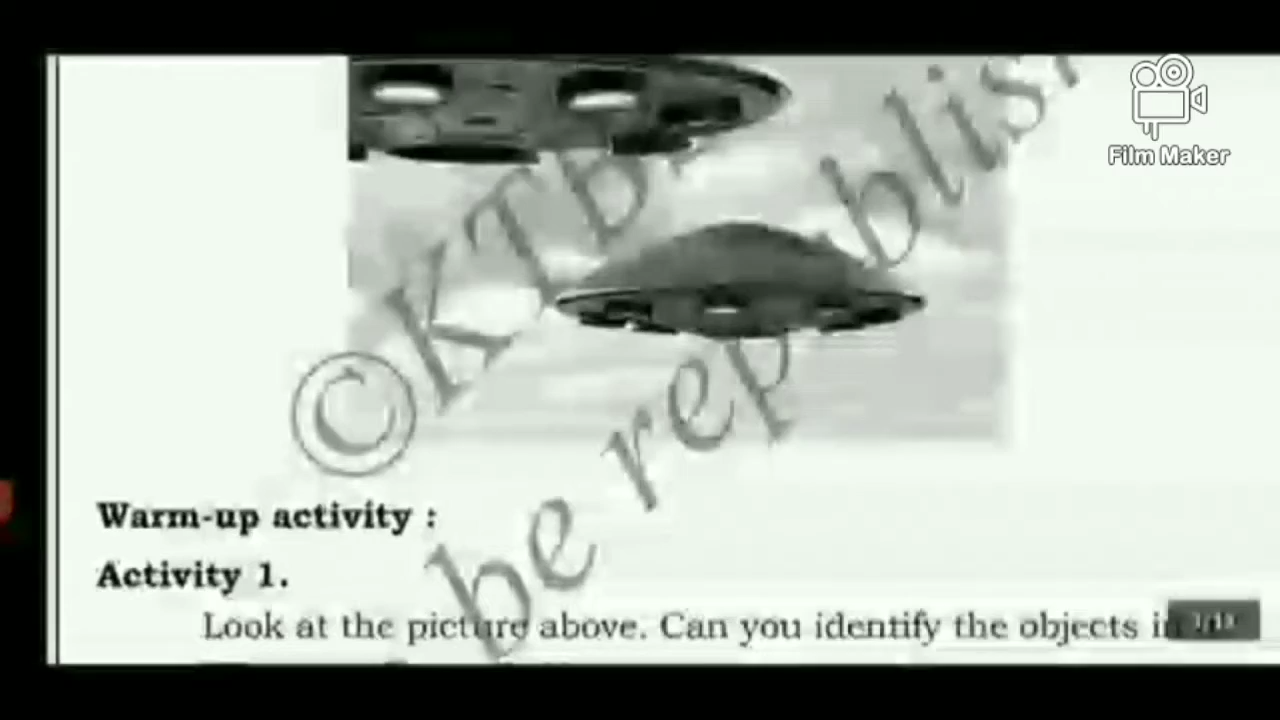 Film Maker
©KTB
be republis
Warm-up activity :
Activity 1.
Look at the picture above. Can you identify the objects in